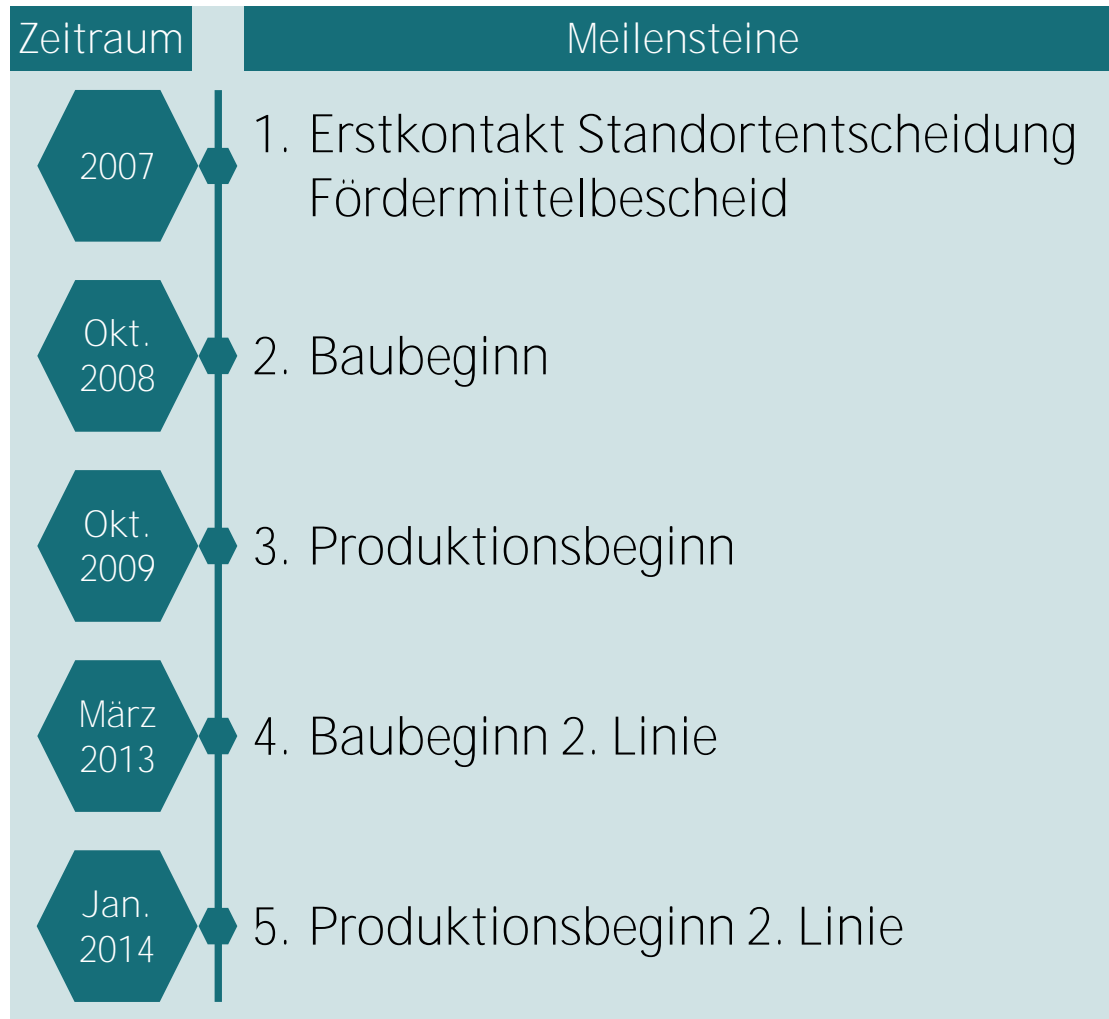 Zeitraum Meilensteine
2007
1. Erstkontakt Standortentscheidung
Fördermittelbescheid
Okt.
2008
2. Baubeginn
Okt.
2009
3. Produktionsbeginn
März
2013
4. Baubeginn 2. Linie
Jan.
2014
5. Produktionsbeginn 2. Linie